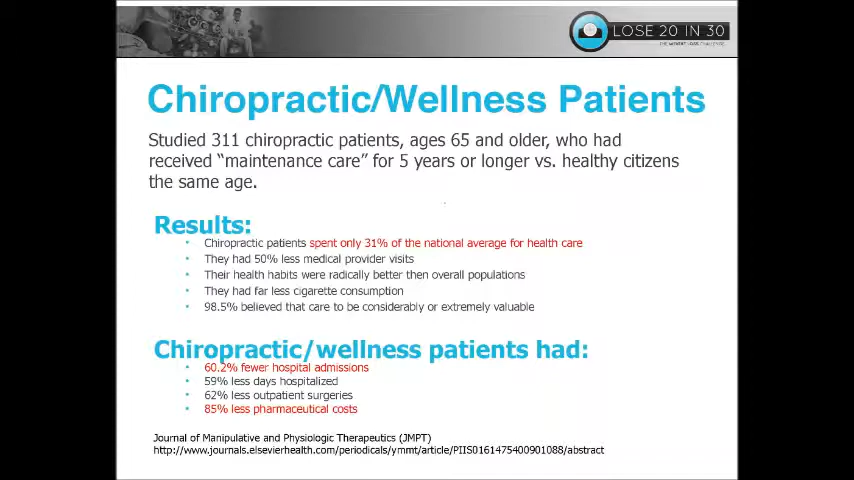 LOSE 20 IN 30
THE WEIGHT LOSS CHALLENGE
Chiropractic/Wellness Patients
Studied 311 chiropractic patients, ages 65 and older, who had
received “maintenance care” for 5 years or longer vs. healthy citizens
the same age.
Results:
• Chiropractic patients spent only 31% of the national average for health care
• They had 50% less medical provider visits
• Their health habits were radically better then overall populations
• They had far less cigarette consumption
• 98.5% believed that care to be considerably or extremely valuable
Chiropractic/wellness patients had:
• 60.2% fewer hospital admissions
• 59% less days hospitalized
• 62% less outpatient surgeries
• 85% less pharmaceutical costs
Journal of Manipulative and Physiologic Therapeutics (JMPT)
http://www.journals.elsevierhealth.com/periodicals/ymmt/article/PIIS0161475400901088/abstract